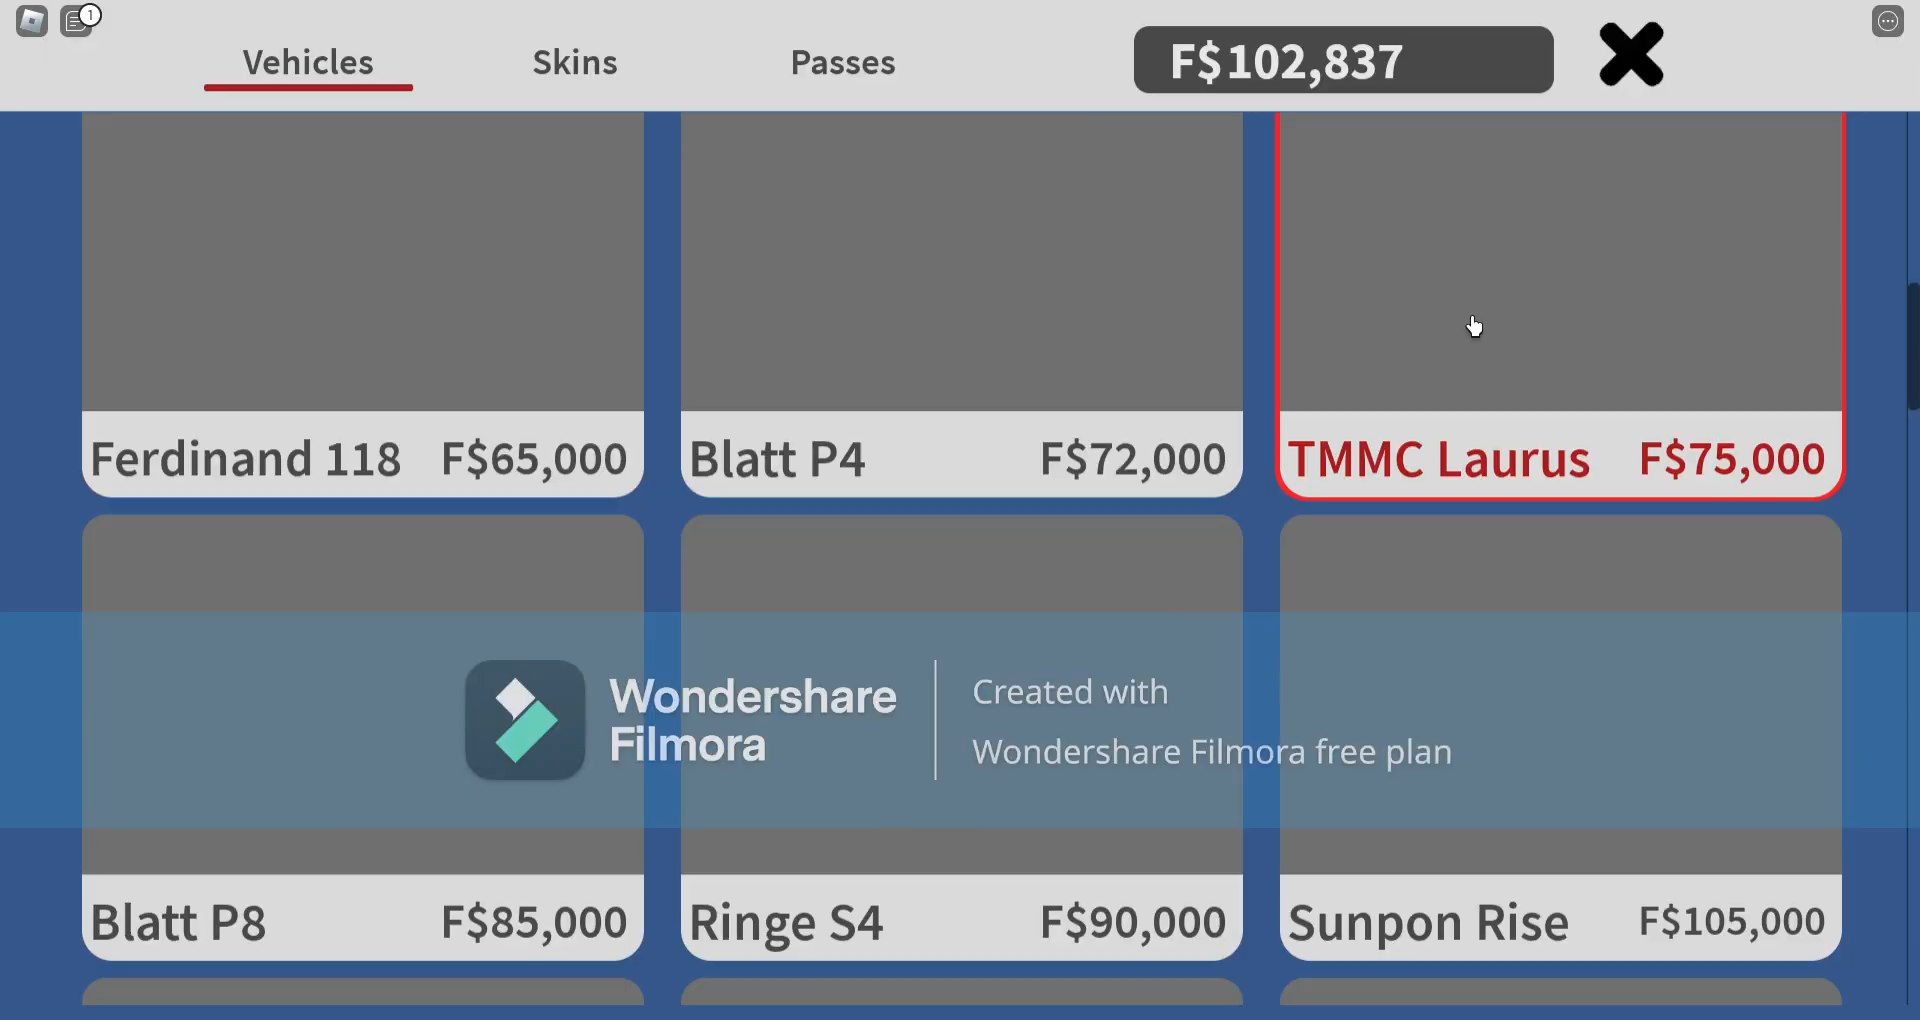 1
Vehicles
Skins
Passes
F$102,837
Ferdinand 118 F$65,000
Blatt P4 F$72,000
TMMC Laurus F$75,000
Wondershare
Filmora
Created with
Wondershare Filmora free plan
Blatt P8 F$85,000
Ringe S4 F$90,000
Sunpon Rise F$105,000